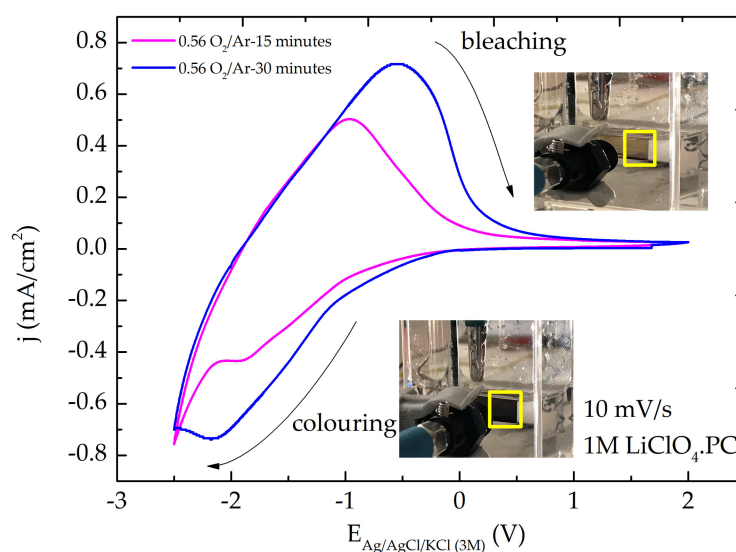 0.8
0.6
0.4
0.2
0.0
-0.2
-0.4
-0.6
-0.8
j (mA/cm²)
0.56 O₂/Ar-15 minutes
0.56 O₂/Ar-30 minutes
bleaching
colouring
10 mV/s
1M LiClO₄.PC
-3
-2
-1
0
1
2
E Ag/AgCl/KCl (3M) (V)